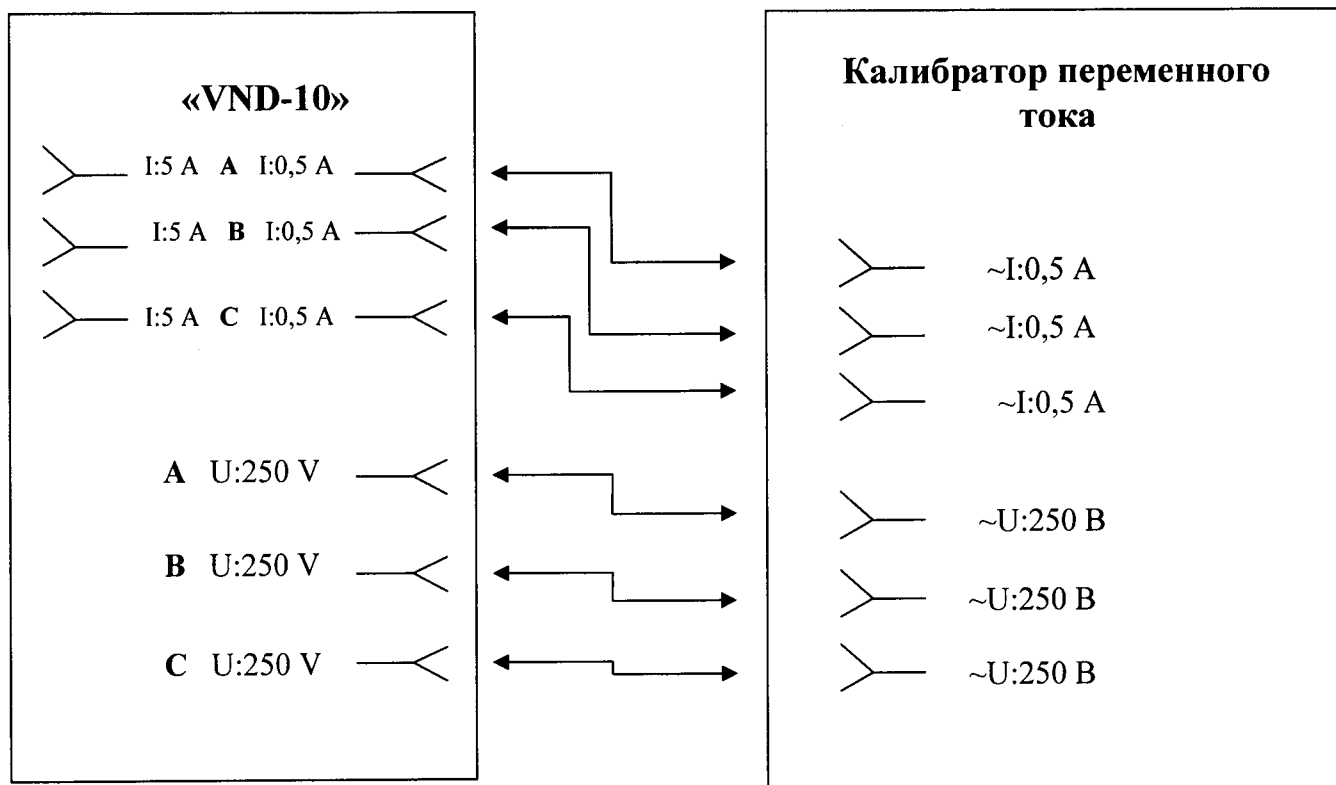 «VND-10»
I:5 A A I:0,5 A
I:5 A B I:0,5 A
I:5 A C I:0,5 A
A U:250 V
B U:250 V
C U:250 V
Калибратор переменного
тока
~I:0,5 А
~I:0,5 А
~I:0,5 А
~U:250 В
~U:250 В
~U:250 В